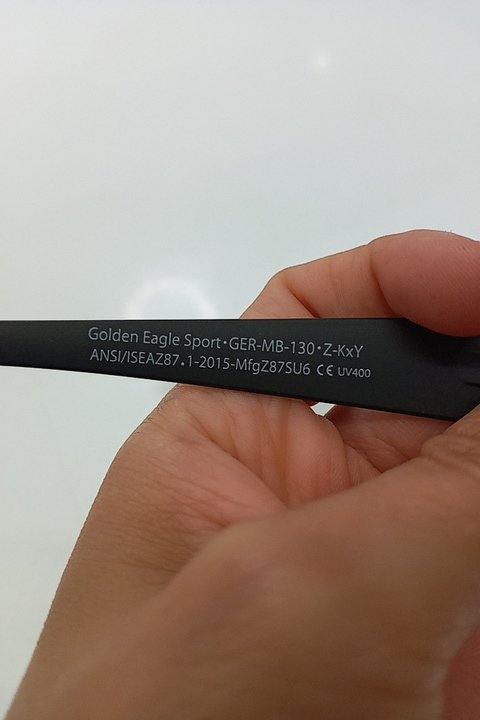 Golden Eagle Sport•GER-MB-130•Z-KxY
ANSI/ISEAZ87.1-2015-MfgZ87SU6 CE UV400